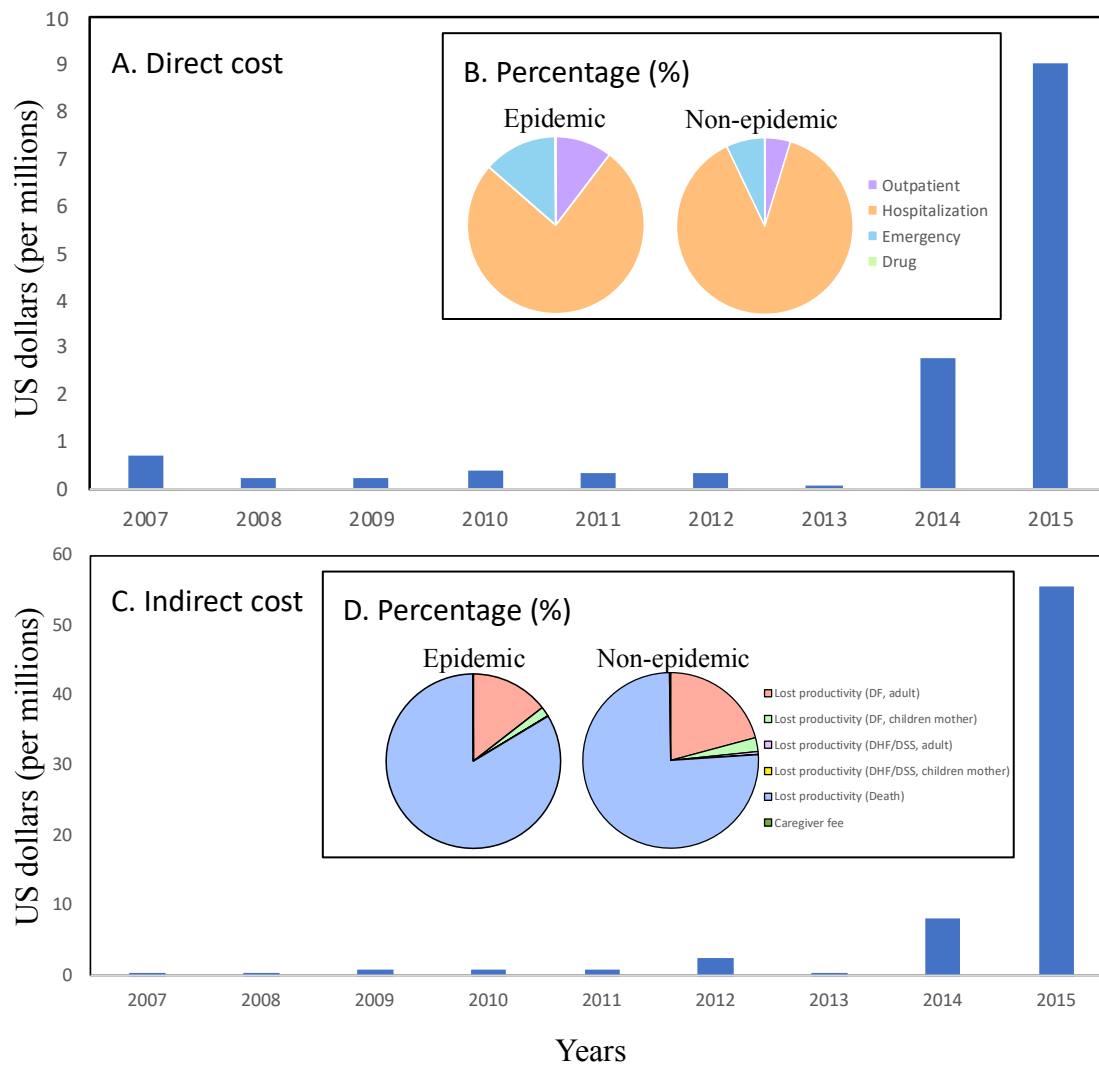 A. Direct cost
B. Percentage (%)
Epidemic
Non-epidemic
Outpatient
Hospitalization
Emergency
Drug
US dollars (per millions)
10
9
8
7
6
5
4
3
2
1
0
2007 2008 2009 2010 2011 2012 2013 2014 2015
C. Indirect cost
D. Percentage (%)
Epidemic
Non-epidemic
Lost productivity (DF, adult)
Lost productivity (DF, children mother)
Lost productivity (DHF/DSS, adult)
Lost productivity (DHF/DSS, children mother)
Lost productivity (Death)
Caregiver fee
US dollars (per millions)
60
50
40
30
20
10
0
2007 2008 2009 2010 2011 2012 2013 2014 2015
Years